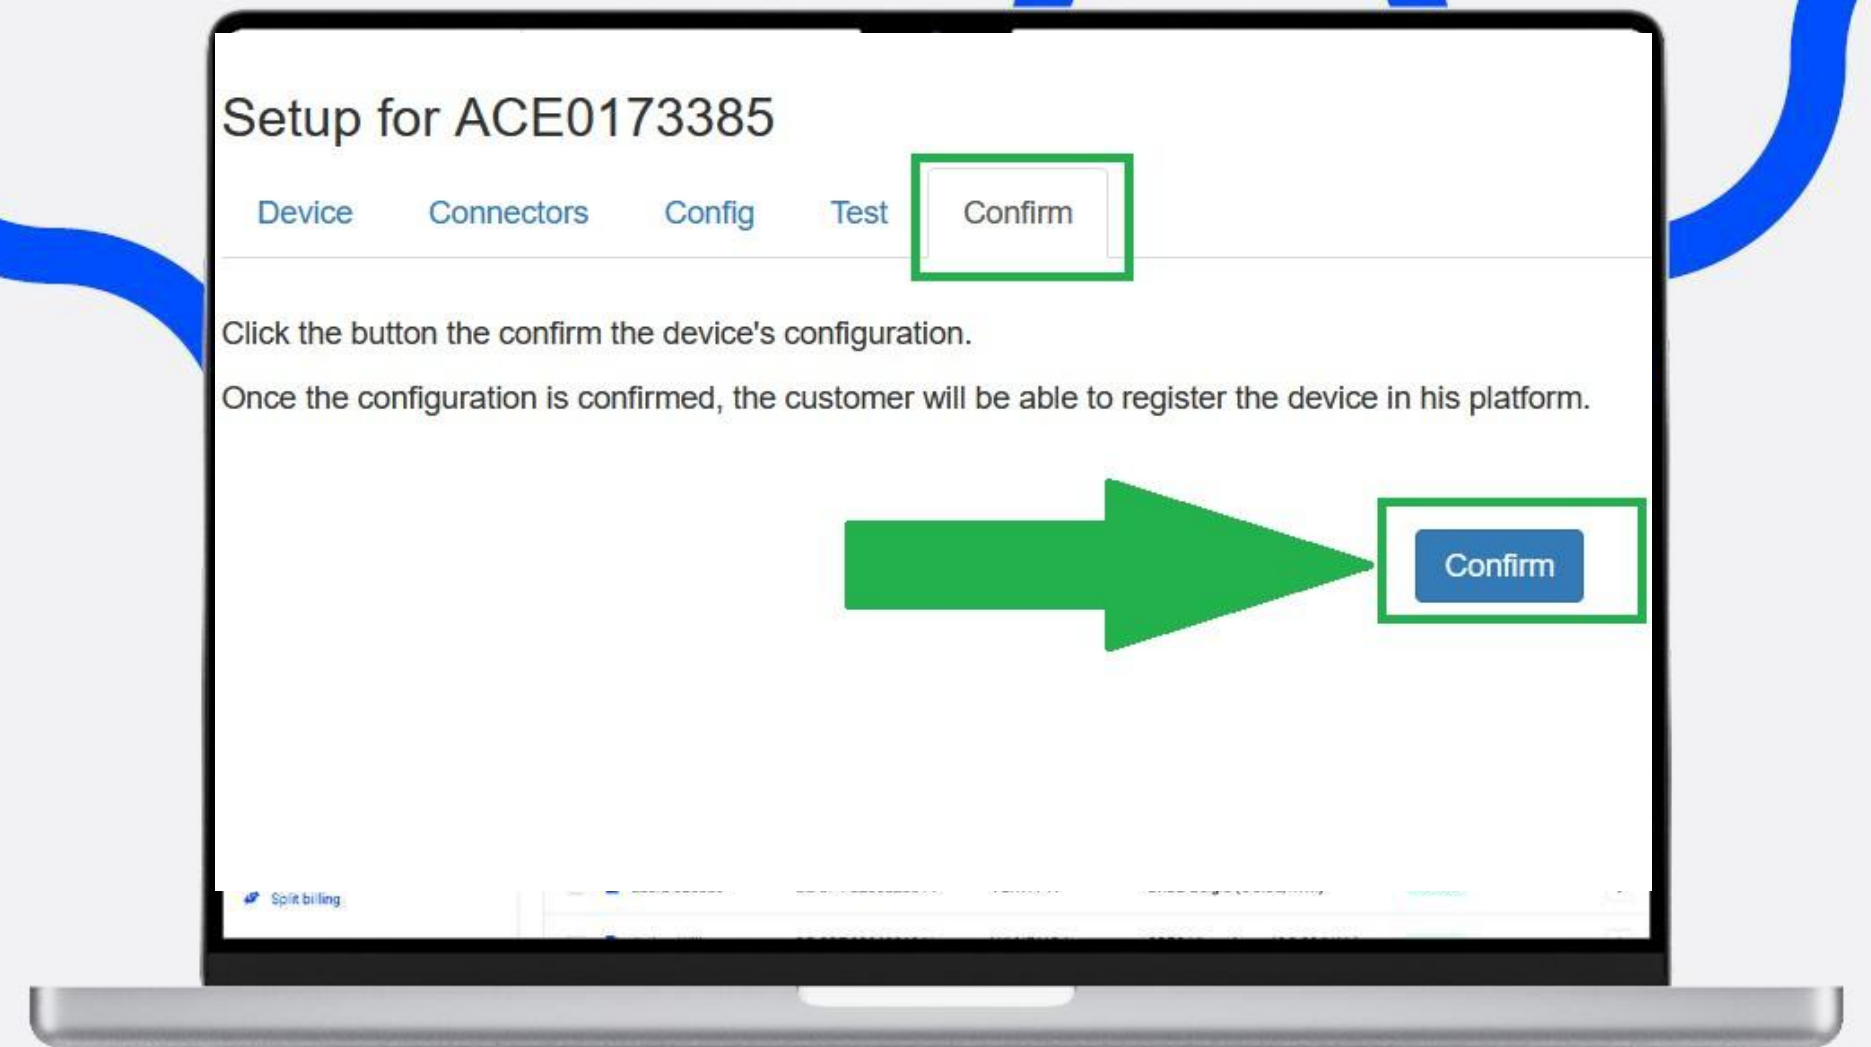 Setup for ACE0173385
Device Connectors Config Test Confirm
Click the button the confirm the device's configuration.
Once the configuration is confirmed, the customer will be able to register the device in his platform.
Confirm
Split billing